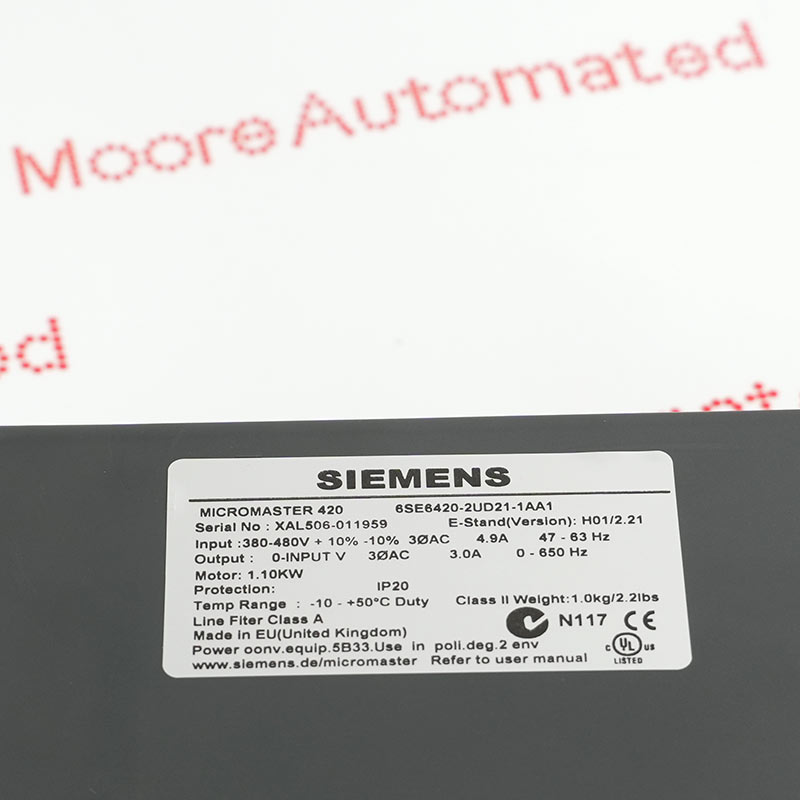 Moore Automated
ed
SIEMENS
MICROMASTER 420 6SE6420-2UD21-1AA1
Serial No : XAL506-011959 E-Stand(Version): H01/2.21
Input :380-480V + 10% -10% 3ØAC 4.9A 47 - 63 Hz
Output : 0-INPUT V 3ØAC 3.0A 0 - 650 Hz
Motor: 1.10KW
Protection: IP20
Temp Range : -10 - +50°C Duty Class II Weight:1.0kg/2.2lbs
Line Fiter Class A
Made in EU(United Kingdom)
N117 CE
Power oonv.equip.5B33.Use in poli.deg.2 env
www.siemens.de/micromaster Refer to user manual
c UL us
LISTED